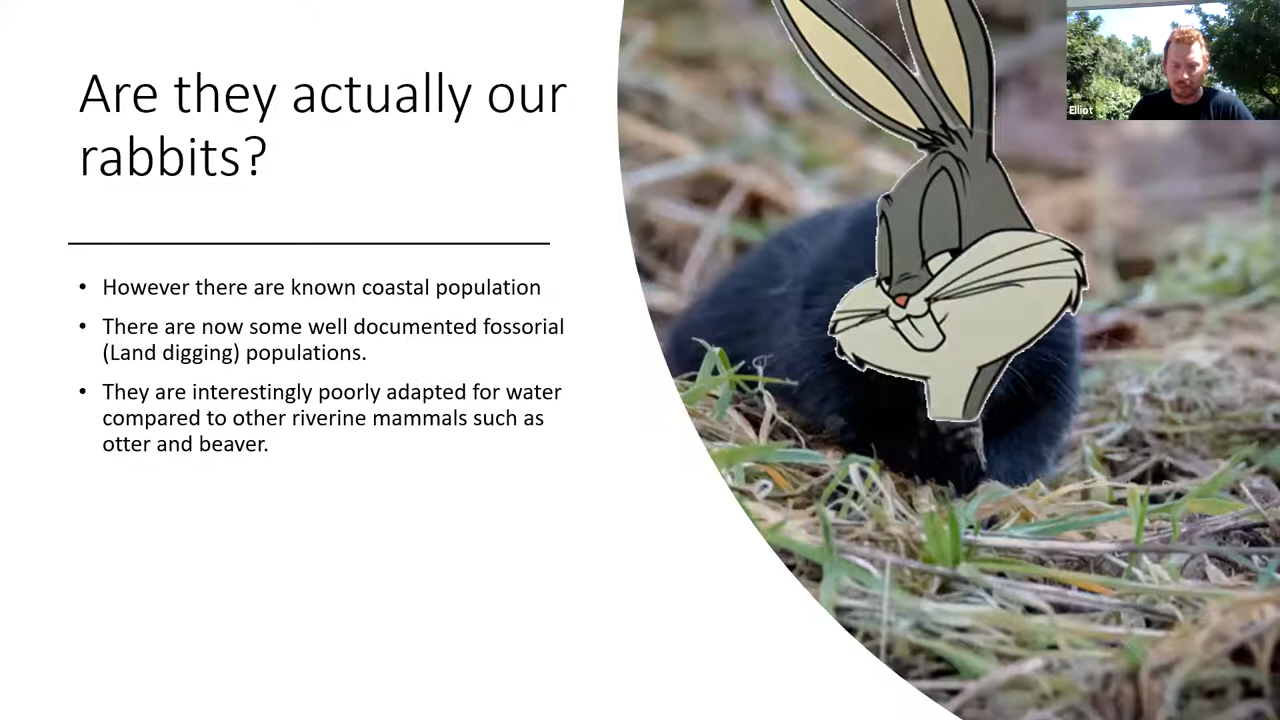 Are they actually our
rabbits?
• However there are known coastal population
• There are now some well documented fossorial
(Land digging) populations.
• They are interestingly poorly adapted for water
compared to other riverine mammals such as
otter and beaver.
Elliot